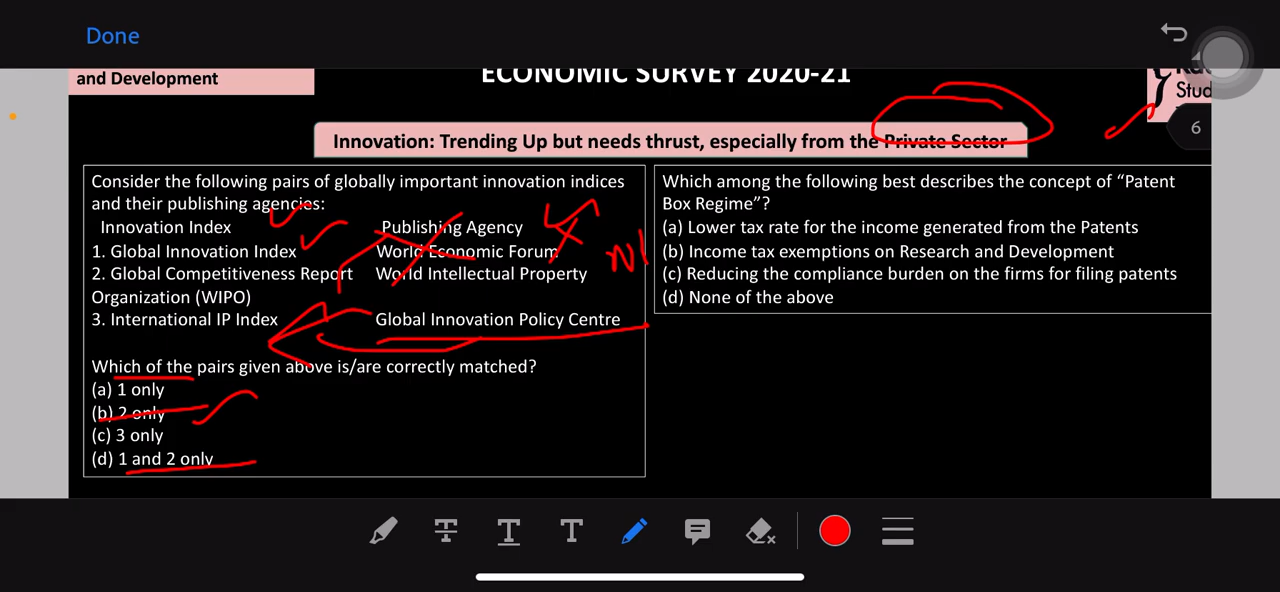 Done
and Development
ECONOMIC SURVEY 2020-21
Stud
6
Innovation: Trending Up but needs thrust, especially from the Private Sector
Consider the following pairs of globally important innovation indices
and their publishing agencies:
Innovation Index Publishing Agency
1. Global Innovation Index World Economic Forum
2. Global Competitiveness Report World Intellectual Property
Organization (WIPO)
3. International IP Index Global Innovation Policy Centre
Which of the pairs given above is/are correctly matched?
(a) 1 only
(b) 2 only
(c) 3 only
(d) 1 and 2 only
Which among the following best describes the concept of “Patent
Box Regime”?
(a) Lower tax rate for the income generated from the Patents
(b) Income tax exemptions on Research and Development
(c) Reducing the compliance burden on the firms for filing patents
(d) None of the above